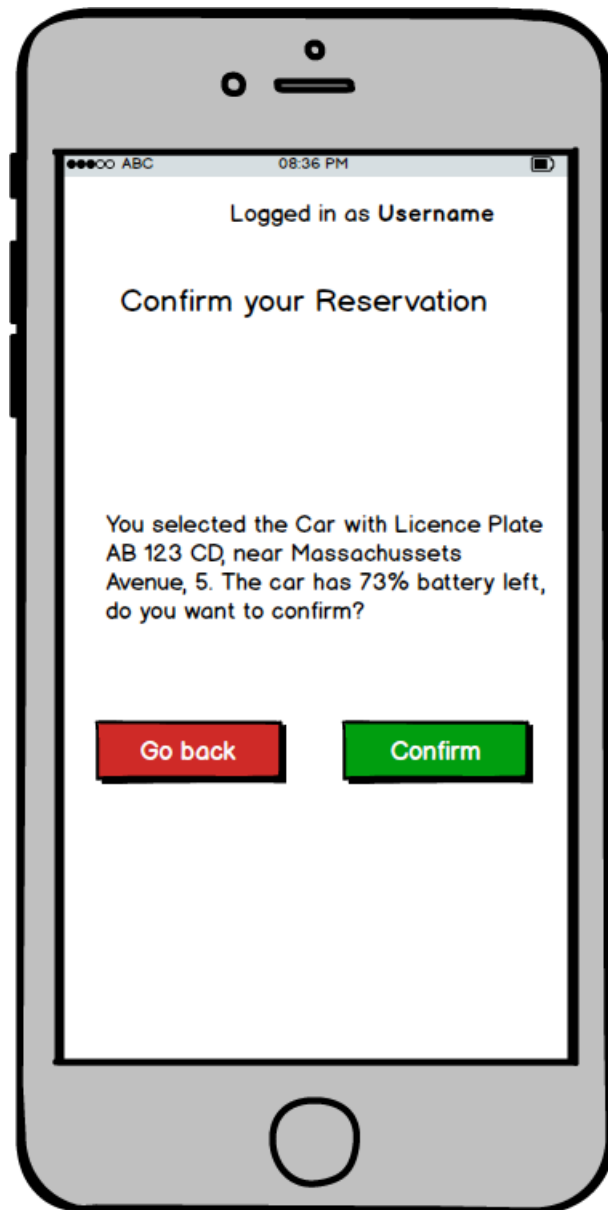 ABC 08:36 PM
Logged in as Username
Confirm your Reservation
You selected the Car with Licence Plate
AB 123 CD, near Massachussets
Avenue, 5. The car has 73% battery left,
do you want to confirm?
Go back Confirm